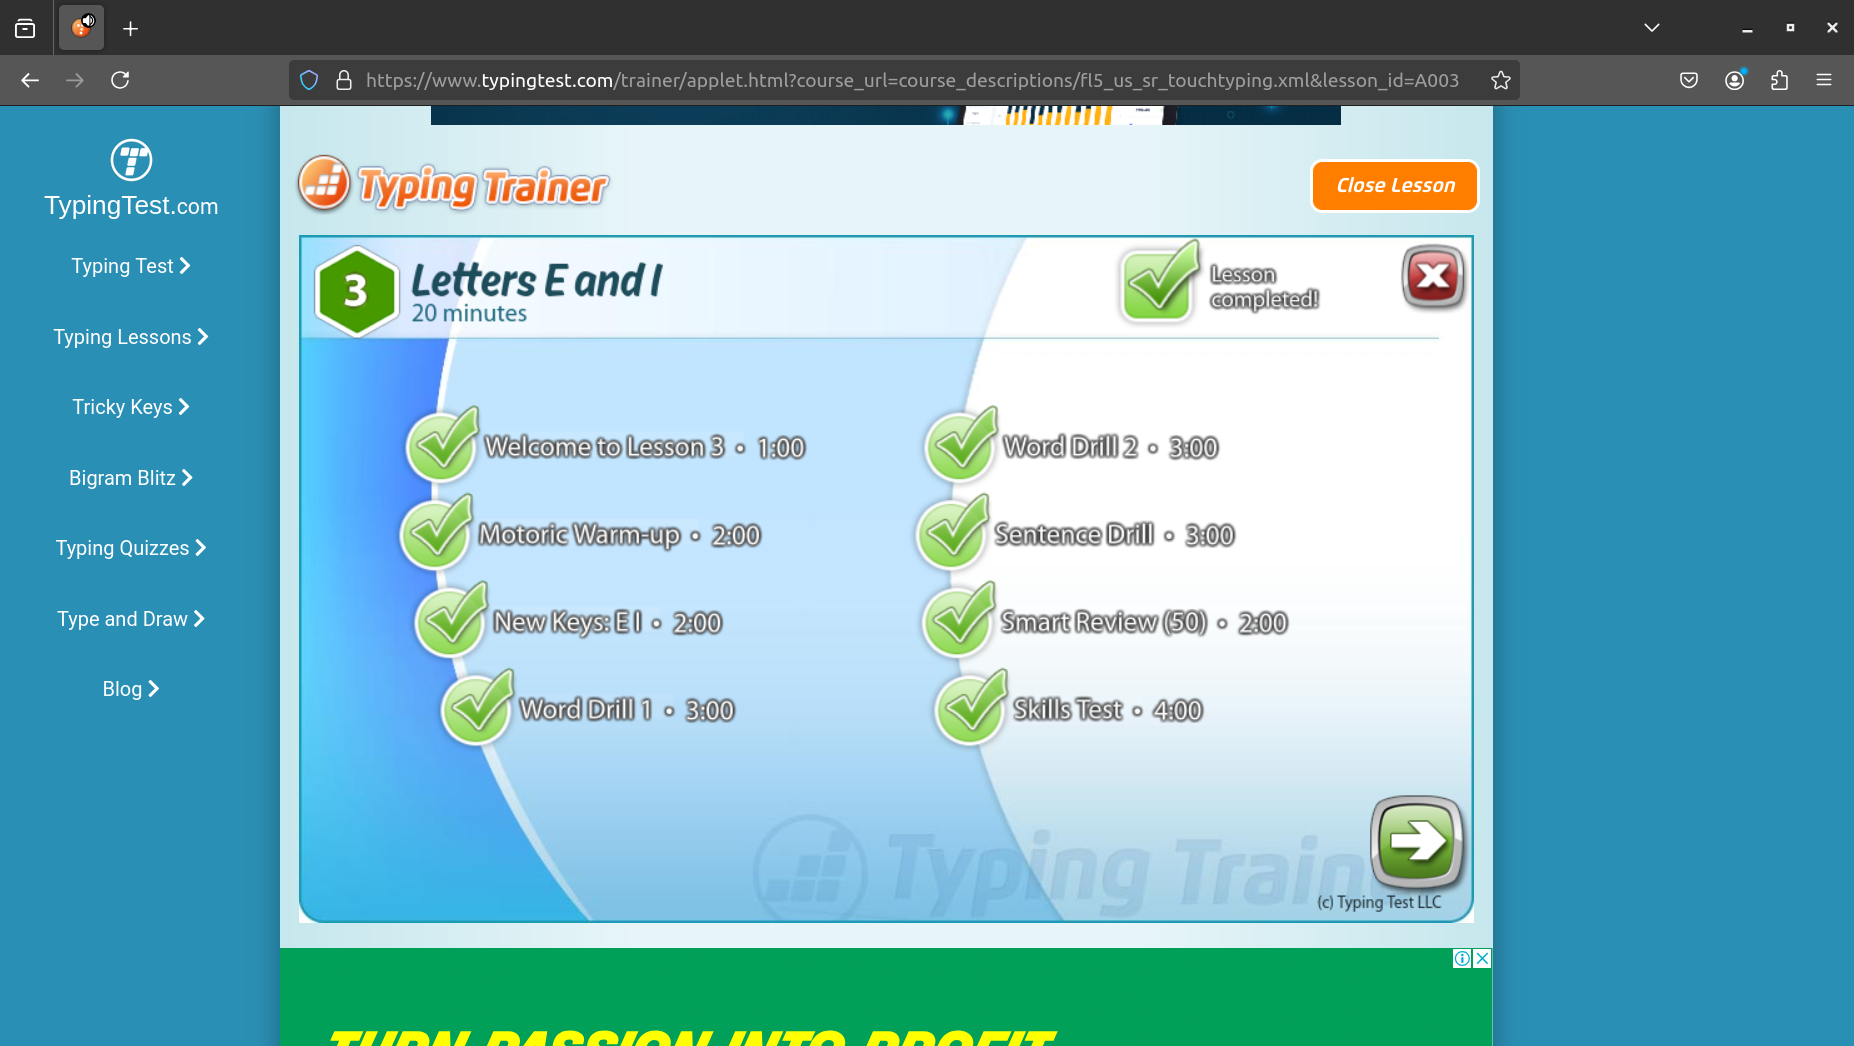 https://www.typingtest.com/trainer/applet.html?course_url=course_descriptions/fl5_us_sr_touchtyping.xml&lesson_id=A003
TypingTest.com
Typing Test
Typing Lessons
Tricky Keys
Bigram Blitz
Typing Quizzes
Type and Draw
Blog
Typing Trainer
Close Lesson
3
Letters E and I
20 minutes
Lesson
completed!
Welcome to Lesson 3 • 1:00
Motoric Warm-up • 2:00
New Keys: E I • 2:00
Word Drill 1 • 3:00
Word Drill 2 • 3:00
Sentence Drill • 3:00
Smart Review (50) • 2:00
Skills Test • 4:00
Typing Train
(c) Typing Test LLC
TURN PASSION INTO PROFIT